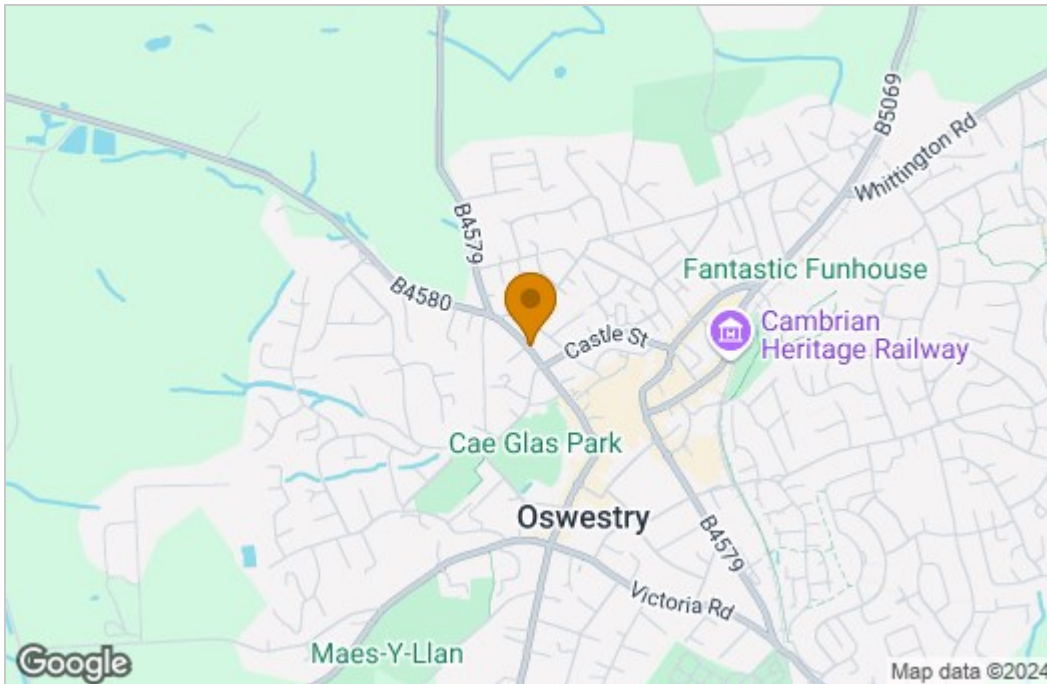 B5069
Whittington Rd
B4579
Fantastic Funhouse
B4580
Cambrian
Heritage Railway
Castle St
Cae Glas Park
Oswestry
B4579
Victoria Rd
Maes-Y-Llan
Google
Map data ©2024